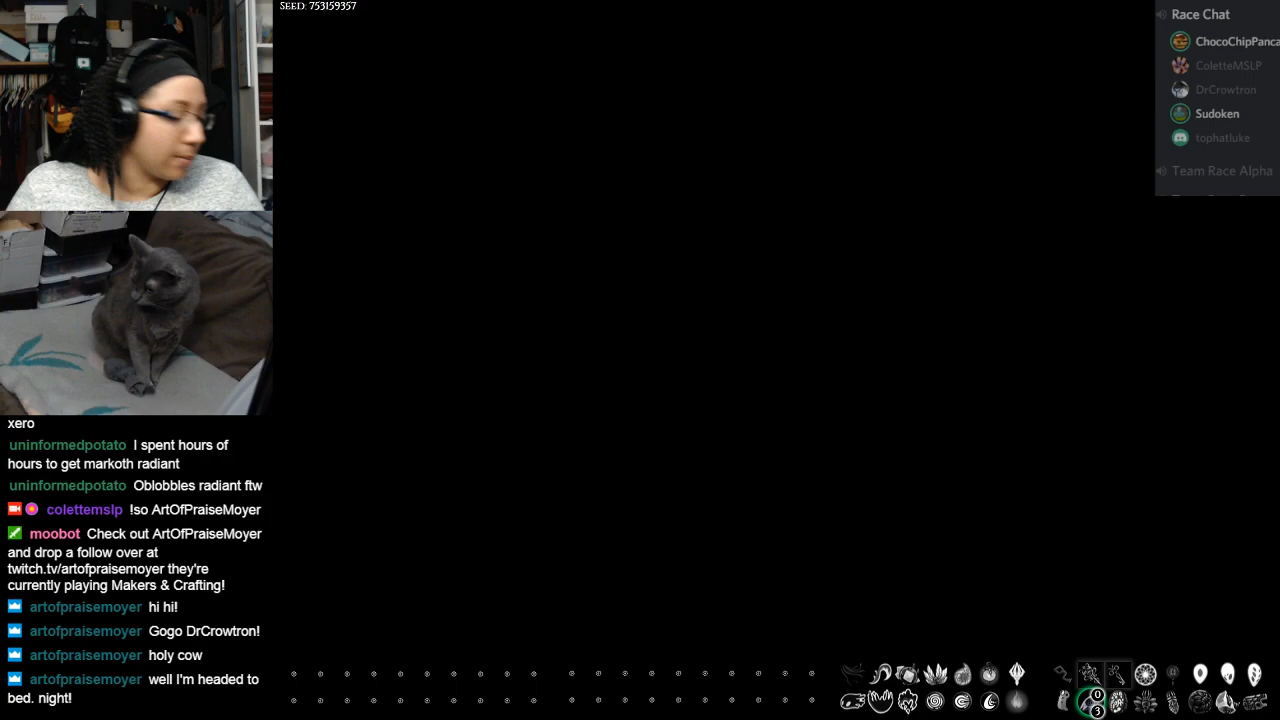 SEED: 753159357
Race Chat
ChocoChipPanca
ColetteMSLP
DrCrowtron
Sudoken
tophatluke
Team Race Alpha
xero
uninformedpotato I spent hours of
hours to get markoth radiant
uninformedpotato Oblobbles radiant ftw
colettemslp !so ArtOfPraiseMoyer
moobot Check out ArtOfPraiseMoyer
and drop a follow over at
twitch.tv/artofpraisemoyer they're
currently playing Makers & Crafting!
artofpraisemoyer hi hi!
artofpraisemoyer Gogo DrCrowtron!
artofpraisemoyer holy cow
artofpraisemoyer well I'm headed to
bed. night!
0
3